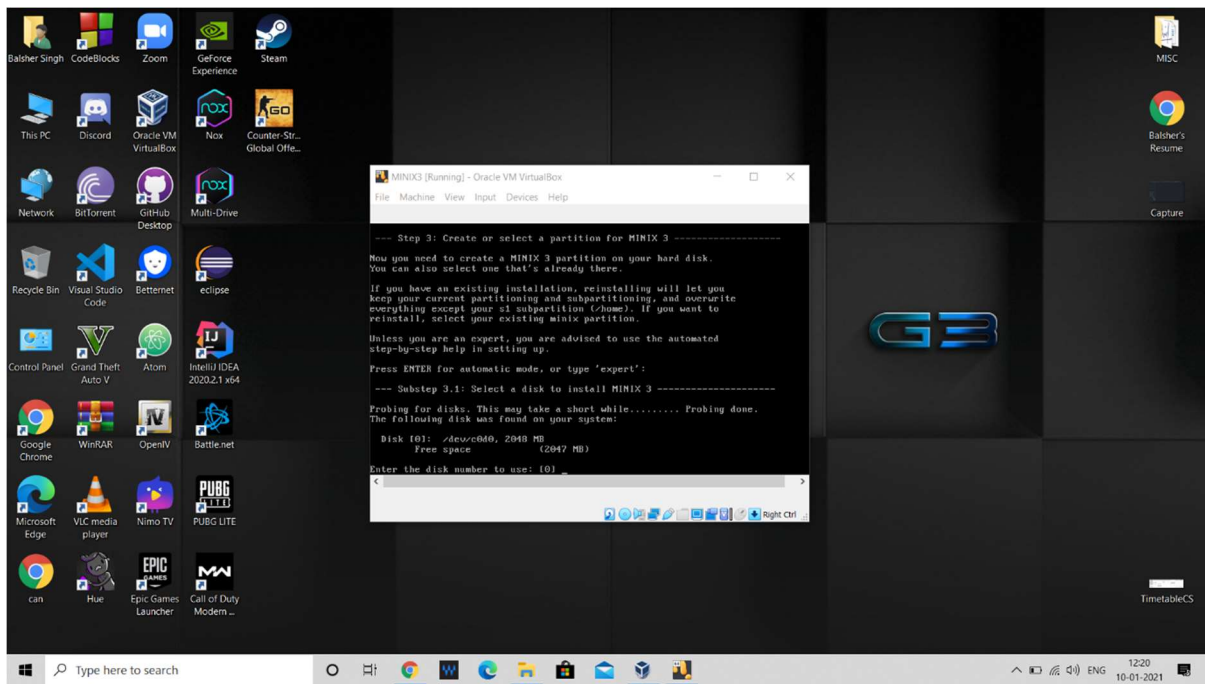 Balsher Singh
CodeBlocks
Zoom
GeForce
Experience
Steam
This PC
Discord
Oracle VM
VirtualBox
nox
Nox
GO
Counter-Str...
Global Offe...
Network
BitTorrent
GitHub
Desktop
nox
Multi-Drive
Recycle Bin
Visual Studio
Code
Betternet
eclipse
Control Panel
V
Grand Theft
Auto V
Atom
IJ
IntelliJ IDEA
2020.2.1 x64
Google
Chrome
WinRAR
IV
OpenIV
Battle.net
Microsoft
Edge
VLC media
player
Nimo TV
PUBG
LITE
PUBG LITE
can
Hue
EPIC
GAMES
Epic Games
Launcher
MW
Call of Duty
Modern ...
MINIX3 [Running] - Oracle VM VirtualBox
File Machine View Input Devices Help
--- Step 3: Create or select a partition for MINIX 3 -------------------
Now you need to create a MINIX 3 partition on your hard disk.
You can also select one that's already there.
If you have an existing installation, reinstalling will let you
keep your current partitioning and subpartitioning, and overwrite
everything except your s1 subpartition (/home). If you want to
reinstall, select your existing minix partition.
Unless you are an expert, you are advised to use the automated
step-by-step help in setting up.
Press ENTER for automatic mode, or type 'expert':
--- Substep 3.1: Select a disk to install MINIX 3 ---------------------
Probing for disks. This may take a short while......... Probing done.
The following disk was found on your system:
Disk [0]: /dev/c0d0, 2048 MB
Free space (2047 MB)
Enter the disk number to use: [0] _
Right Ctrl
G3
MISC
Balsher's
Resume
Capture
TimetableCS
Type here to search
W
ENG
12:20
10-01-2021